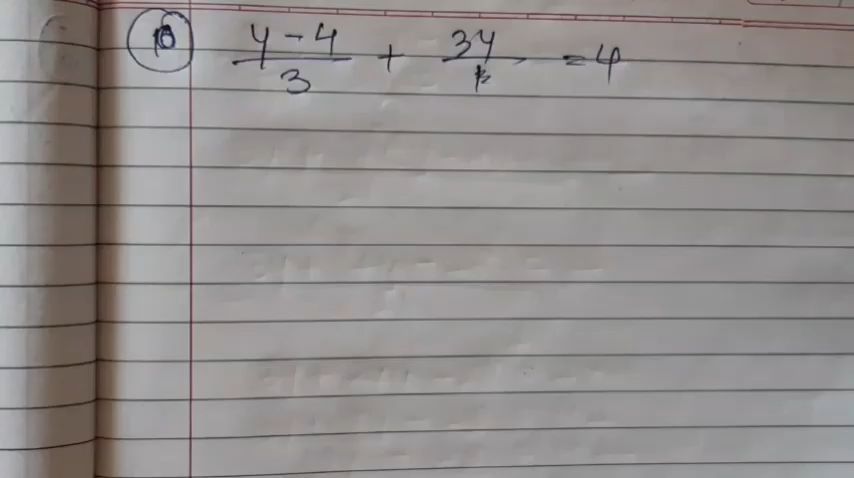 10 (y-4)/3 + 3y/ = 4